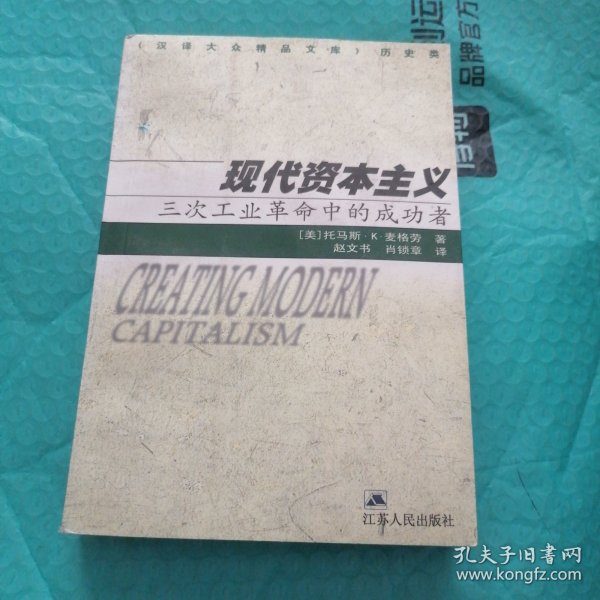 （汉译大众精品文库）历史类
现代资本主义
三次工业革命中的成功者
[美]托马斯·K·麦格劳 著
赵文书 肖锁章 译
CREATING MODERN
CAPITALISM
江苏人民出版社
品牌官方
孔夫子旧书网
www.kongfz.com